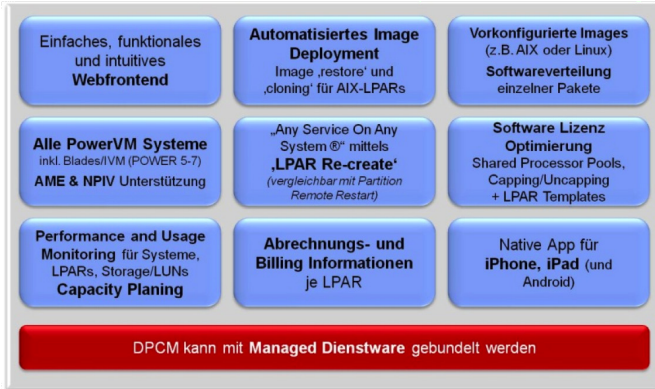 Einfaches, funktionales
und intuitives
Webfrontend
Automatisiertes Image
Deployment
Image ‚restore' und
‚cloning' für AIX-LPARs
Vorkonfigurierte Images
(z.B. AIX oder Linux)
Softwareverteilung
einzelner Pakete
Alle PowerVM Systeme
inkl. Blades/IVM (POWER 5-7)
AME & NPIV Unterstützung
„Any Service On Any
System ®" mittels
‚LPAR Re-create'
(vergleichbar mit Partition
Remote Restart)
Software Lizenz
Optimierung
Shared Processor Pools,
Capping/Uncapping
+ LPAR Templates
Performance and Usage
Monitoring für Systeme,
LPARs, Storage/LUNs
Capacity Planing
Abrechnungs- und
Billing Informationen
je LPAR
Native App für
iPhone, iPad (und
Android)
DPCM kann mit Managed Dienstware gebundelt werden